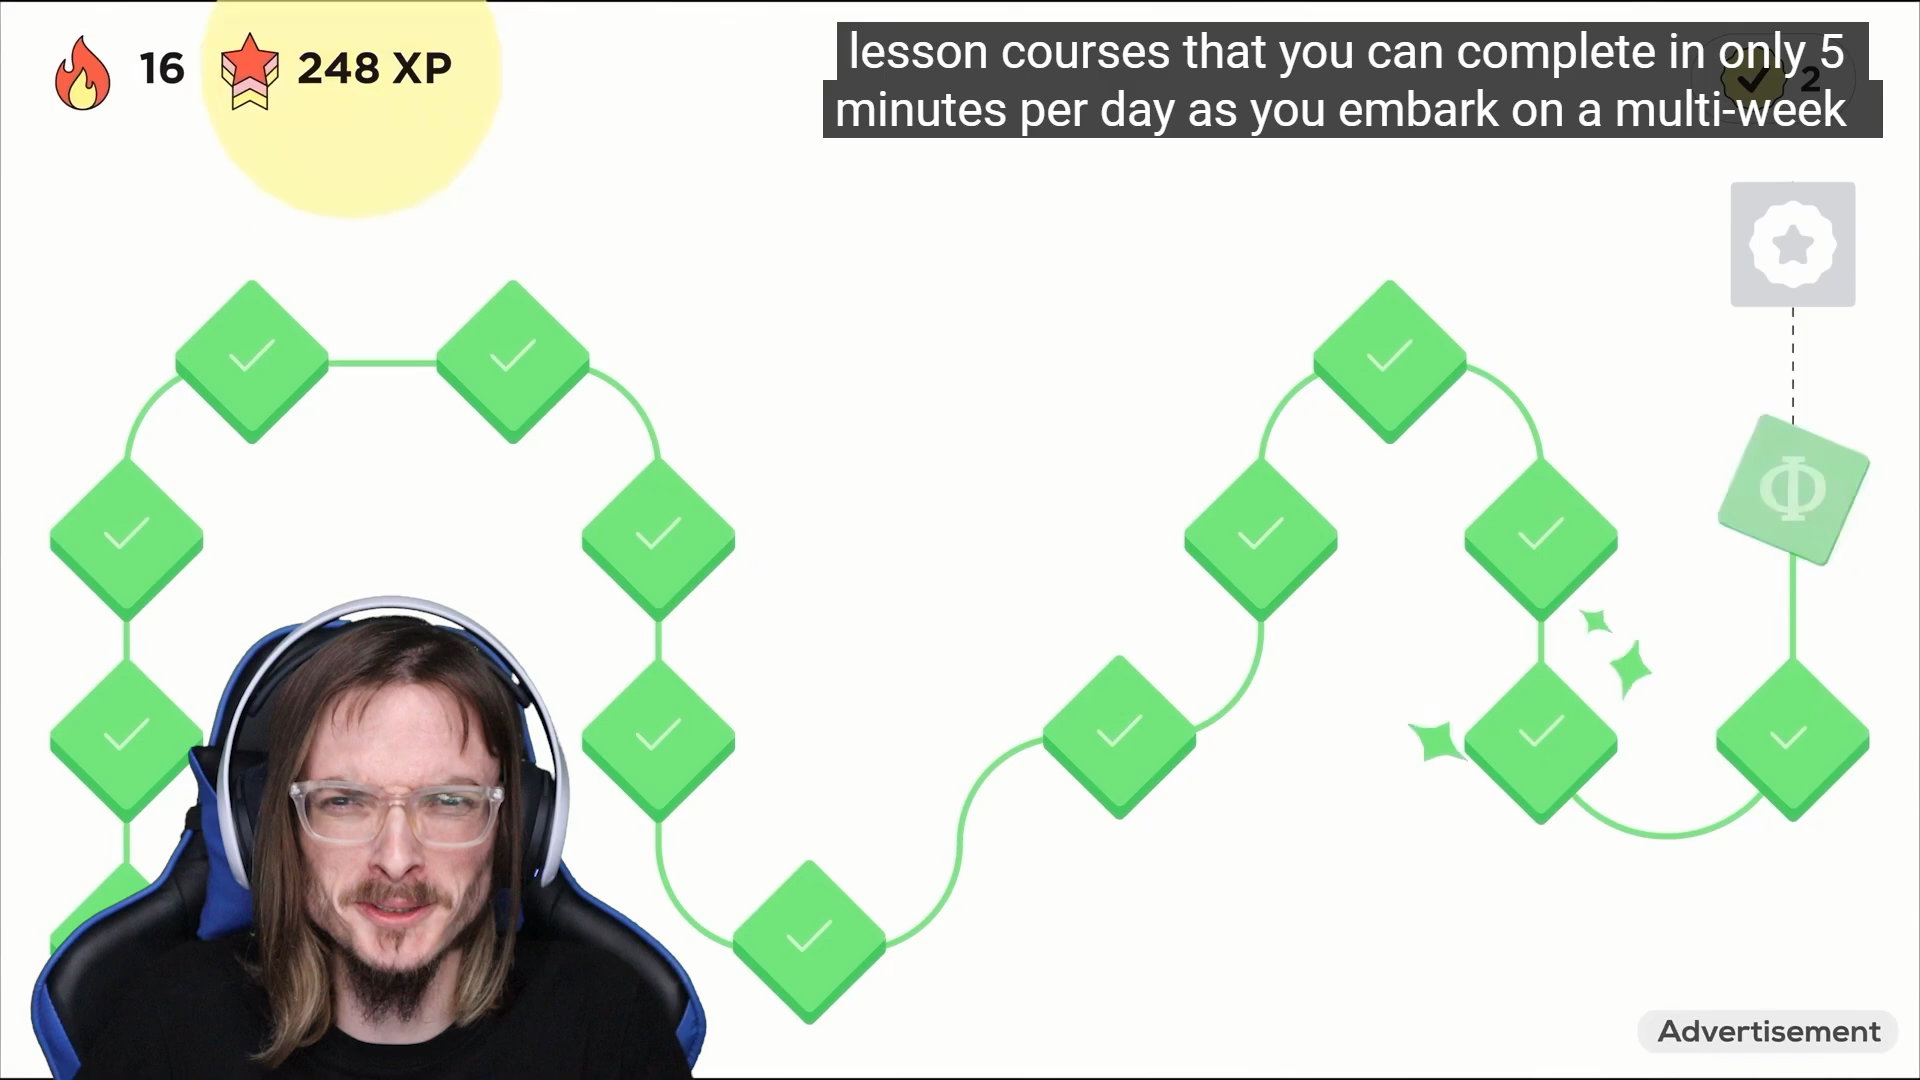 16
248 XP
lesson courses that you can complete in only 5
minutes per day as you embark on a multi-week
2
Φ
Advertisement